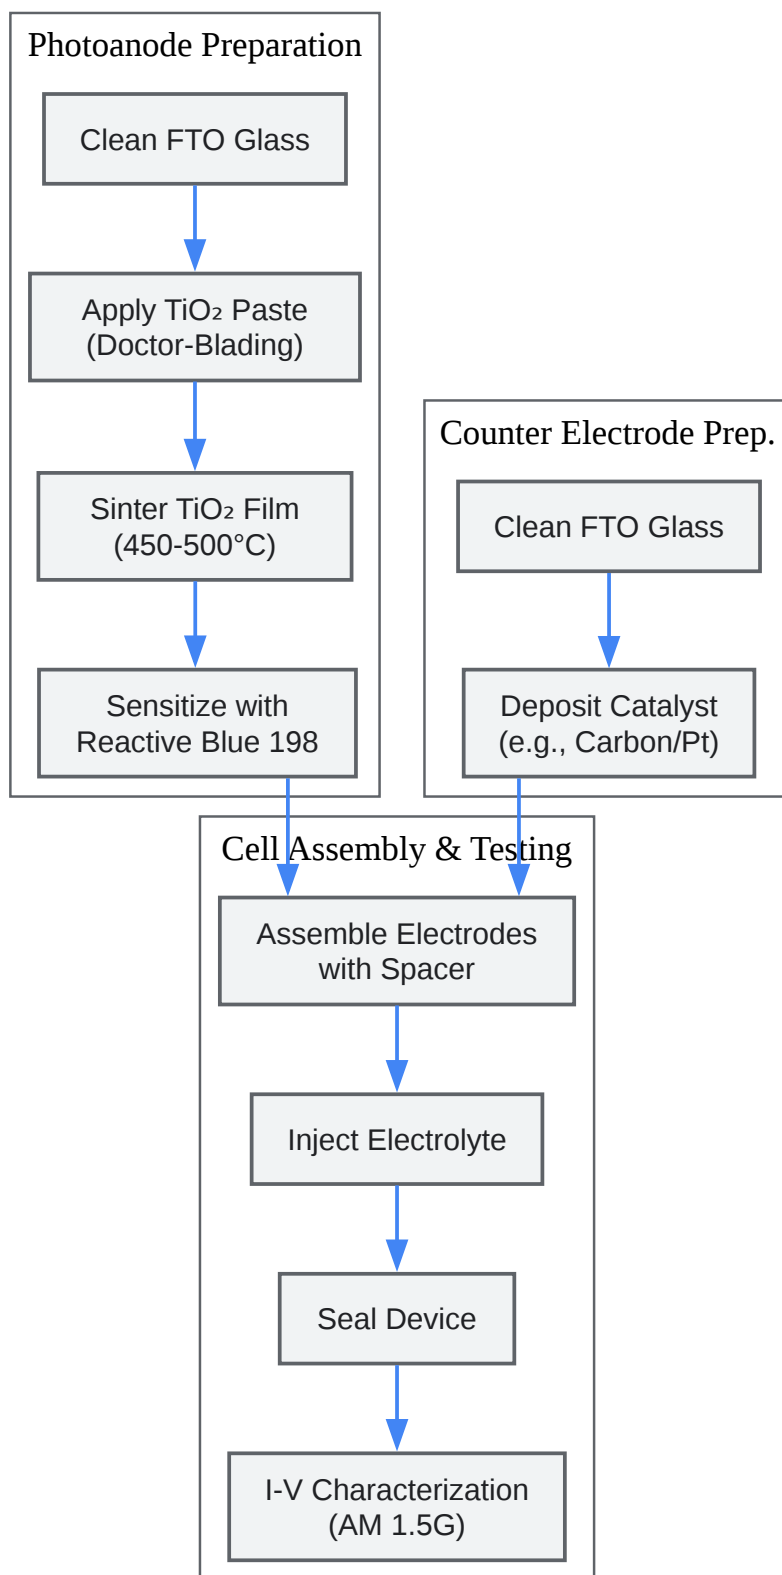 Photoanode Preparation
Clean FTO Glass
Apply TiO₂ Paste
(Doctor-Blading)
Sinter TiO₂ Film
(450-500°C)
Sensitize with
Reactive Blue 198
Counter Electrode Prep.
Clean FTO Glass
Deposit Catalyst
(e.g., Carbon/Pt)
Cell Assembly & Testing
Assemble Electrodes
with Spacer
Inject Electrolyte
Seal Device
I-V Characterization
(AM 1.5G)